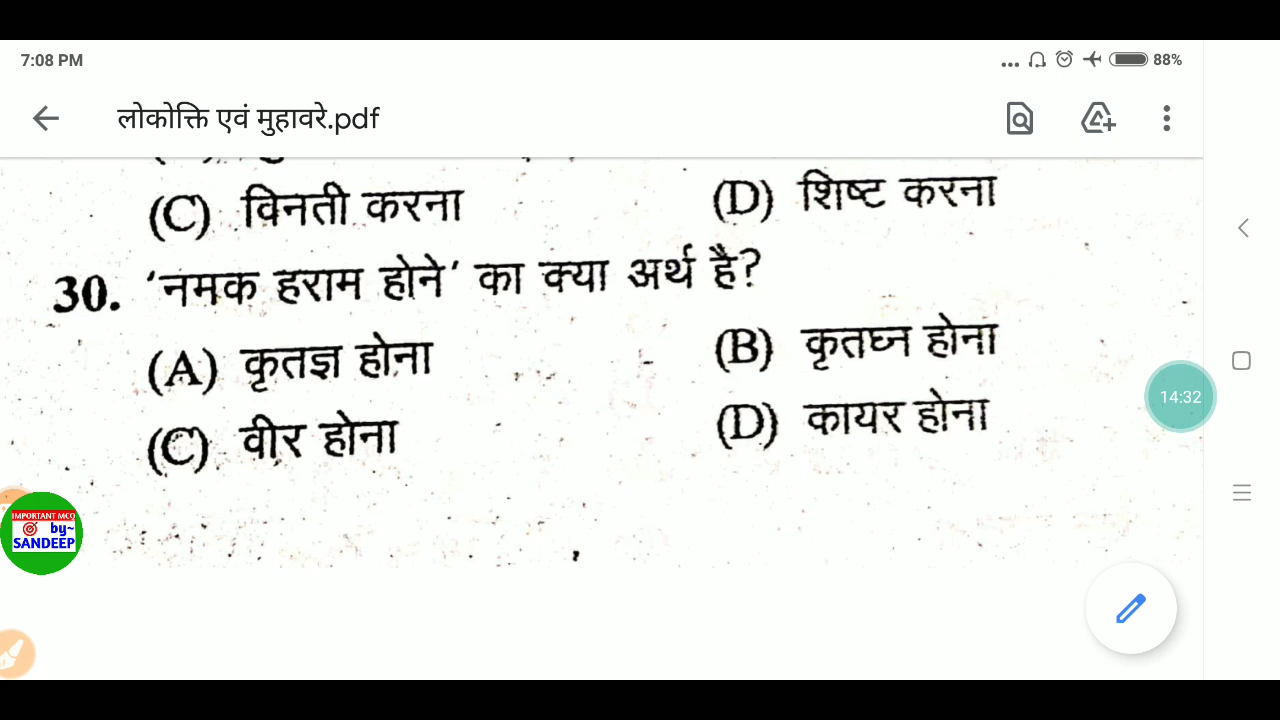 7:08 PM
88%
लोकोक्ति एवं मुहावरे.pdf
(C) विनती करना (D) शिष्ट करना
30. 'नमक हराम होने' का क्या अर्थ है?
(A) कृतज्ञ होना (B) कृतघ्न होना
(C) वीर होना (D) कायर होना
14:32
IMPORTANT MCQ
by~
SANDEEP